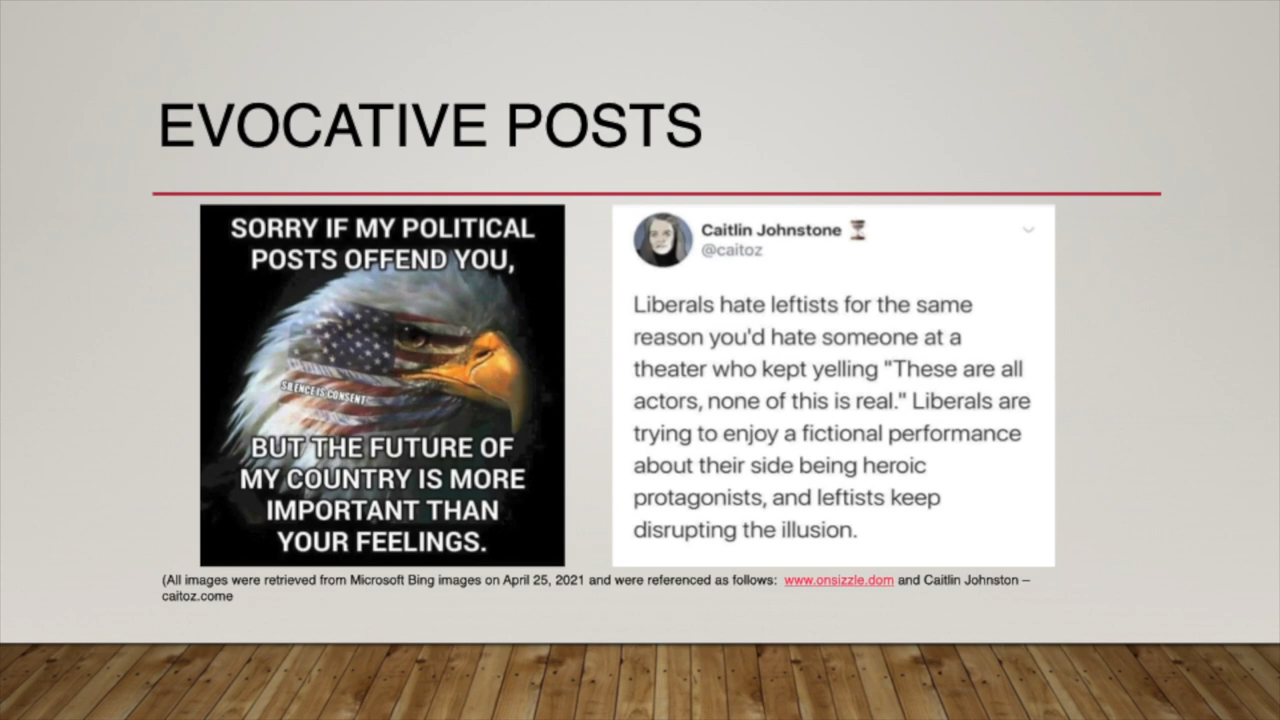 EVOCATIVE POSTS
SORRY IF MY POLITICAL
POSTS OFFEND YOU,
SILENCE IS CONSENT
BUT THE FUTURE OF
MY COUNTRY IS MORE
IMPORTANT THAN
YOUR FEELINGS.
Caitlin Johnstone ⏳
@caitoz
Liberals hate leftists for the same
reason you'd hate someone at a
theater who kept yelling "These are all
actors, none of this is real." Liberals are
trying to enjoy a fictional performance
about their side being heroic
protagonists, and leftists keep
disrupting the illusion.
(All images were retrieved from Microsoft Bing images on April 25, 2021 and were referenced as follows: www.onsizzle.dom and Caitlin Johnston –
caitoz.come